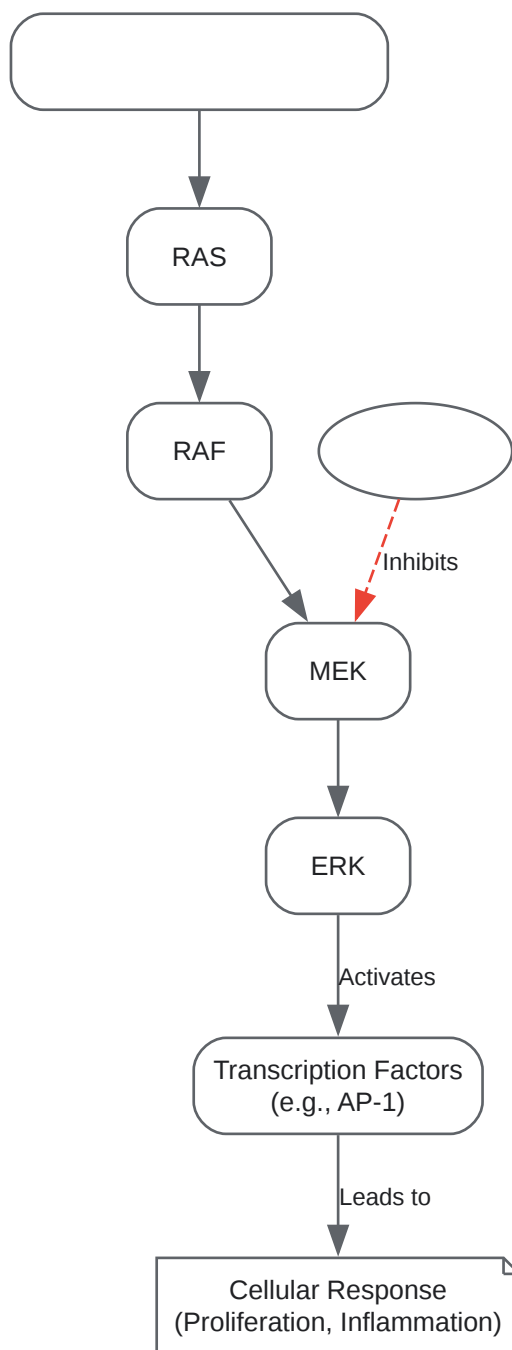 RAS
RAF
Inhibits
MEK
ERK
Activates
Transcription Factors
(e.g., AP-1)
Leads to
Cellular Response
(Proliferation, Inflammation)